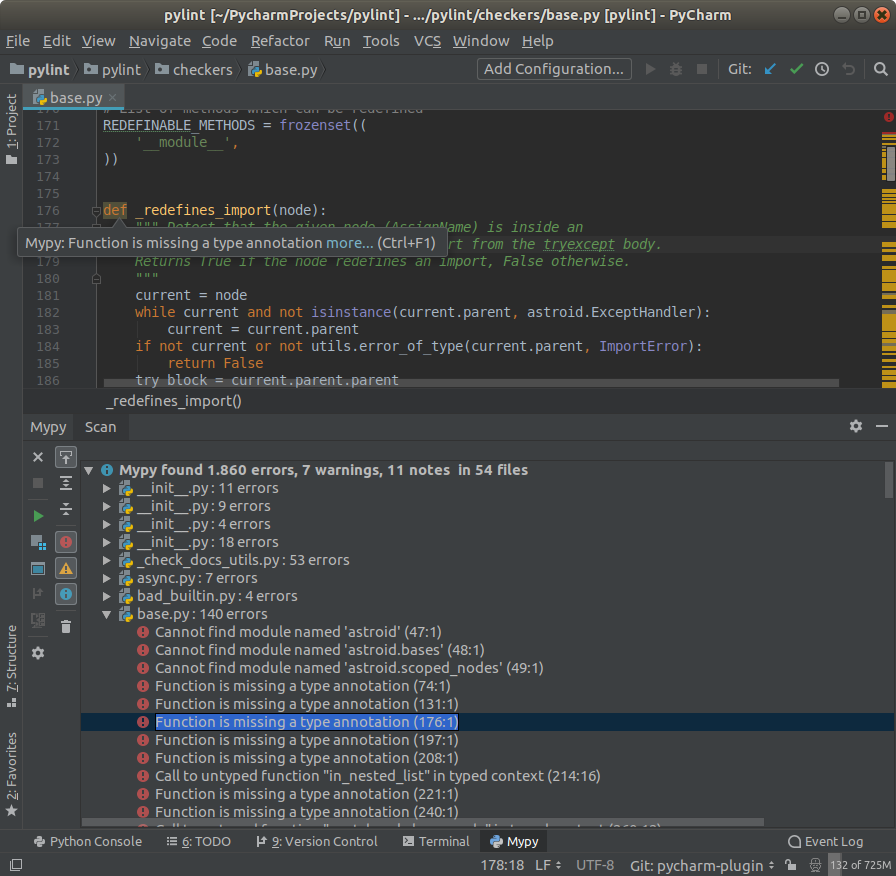 pylint [~/PycharmProjects/pylint] - .../pylint/checkers/base.py [pylint] - PyCharm
File Edit View Navigate Code Refactor Run Tools VCS Window Help
pylint pylint checkers base.py Add Configuration... Git:
1: Project
base.py
170 # List of methods which can be redefined
171 REDEFINABLE_METHODS = frozenset((
172 '__module__',
173 ))
174
175
176 def _redefines_import(node):
177 """ Detect that the given node (AssignName) is inside an
Mypy: Function is missing a type annotation more... (Ctrl+F1) rt from the tryexcept body.
179 Returns True if the node redefines an import, False otherwise.
180 """
181 current = node
182 while current and not isinstance(current.parent, astroid.ExceptHandler):
183 current = current.parent
184 if not current or not utils.error_of_type(current.parent, ImportError):
185 return False
186 try_block = current.parent.parent
_redefines_import()
Mypy Scan
Mypy found 1.860 errors, 7 warnings, 11 notes in 54 files
__init__.py : 11 errors
__init__.py : 9 errors
__init__.py : 4 errors
__init__.py : 18 errors
_check_docs_utils.py : 53 errors
async.py : 7 errors
bad_builtin.py : 4 errors
base.py : 140 errors
Cannot find module named 'astroid' (47:1)
Cannot find module named 'astroid.bases' (48:1)
Cannot find module named 'astroid.scoped_nodes' (49:1)
Function is missing a type annotation (74:1)
Function is missing a type annotation (131:1)
Function is missing a type annotation (176:1)
Function is missing a type annotation (197:1)
Function is missing a type annotation (208:1)
Call to untyped function "in_nested_list" in typed context (214:16)
Function is missing a type annotation (221:1)
Function is missing a type annotation (240:1)
7: Structure
2: Favorites
Python Console 6: TODO 9: Version Control Terminal Mypy Event Log
178:18 LF UTF-8 Git: pycharm-plugin 132 of 725M